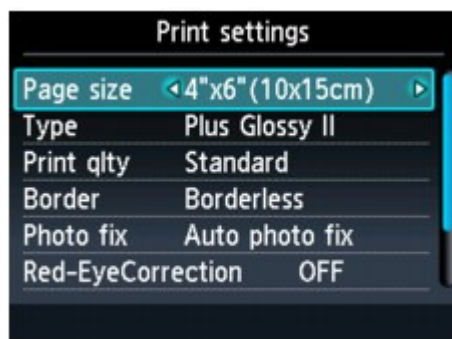 Print settings
Page size 4"x6"(10x15cm)
Type Plus Glossy II
Print qlty Standard
Border Borderless
Photo fix Auto photo fix
Red-EyeCorrection OFF